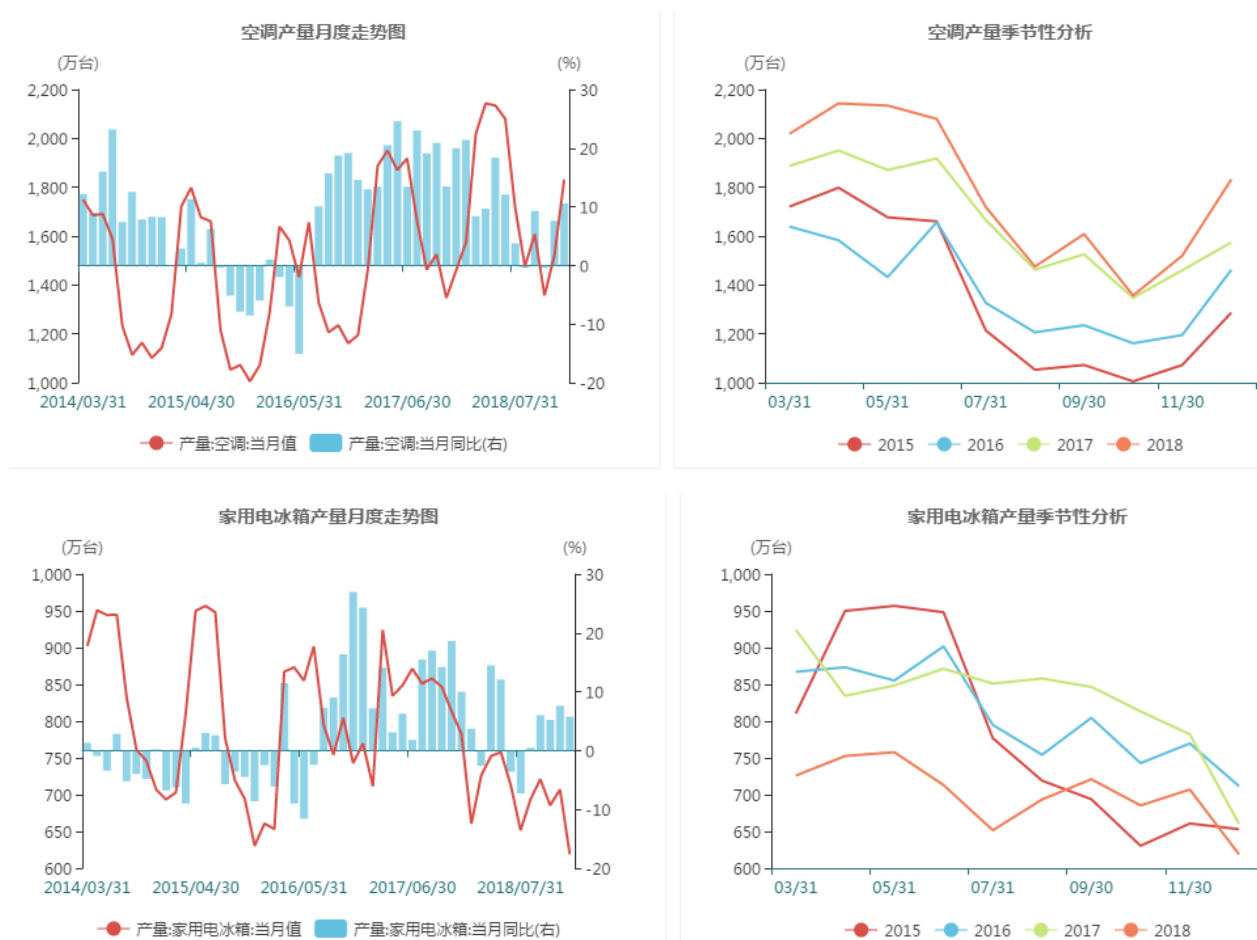 空调产量月度走势图
(万台)
(%)
2,200
2,000
1,800
1,600
1,400
1,200
1,000
30
20
10
0
-10
-20
2014/03/31 2015/04/30 2016/05/31 2017/06/30 2018/07/31
产量:空调:当月值 产量:空调:当月同比(右)
空调产量季节性分析
(万台)
2,200
2,000
1,800
1,600
1,400
1,200
1,000
03/31 05/31 07/31 09/30 11/30
2015 2016 2017 2018
家用电冰箱产量月度走势图
(万台)
(%)
1,000
950
900
850
800
750
700
650
600
30
20
10
0
-10
-20
2014/03/31 2015/04/30 2016/05/31 2017/06/30 2018/07/31
产量:家用电冰箱:当月值 产量:家用电冰箱:当月同比(右)
家用电冰箱产量季节性分析
(万台)
1,000
950
900
850
800
750
700
650
600
03/31 05/31 07/31 09/30 11/30
2015 2016 2017 2018